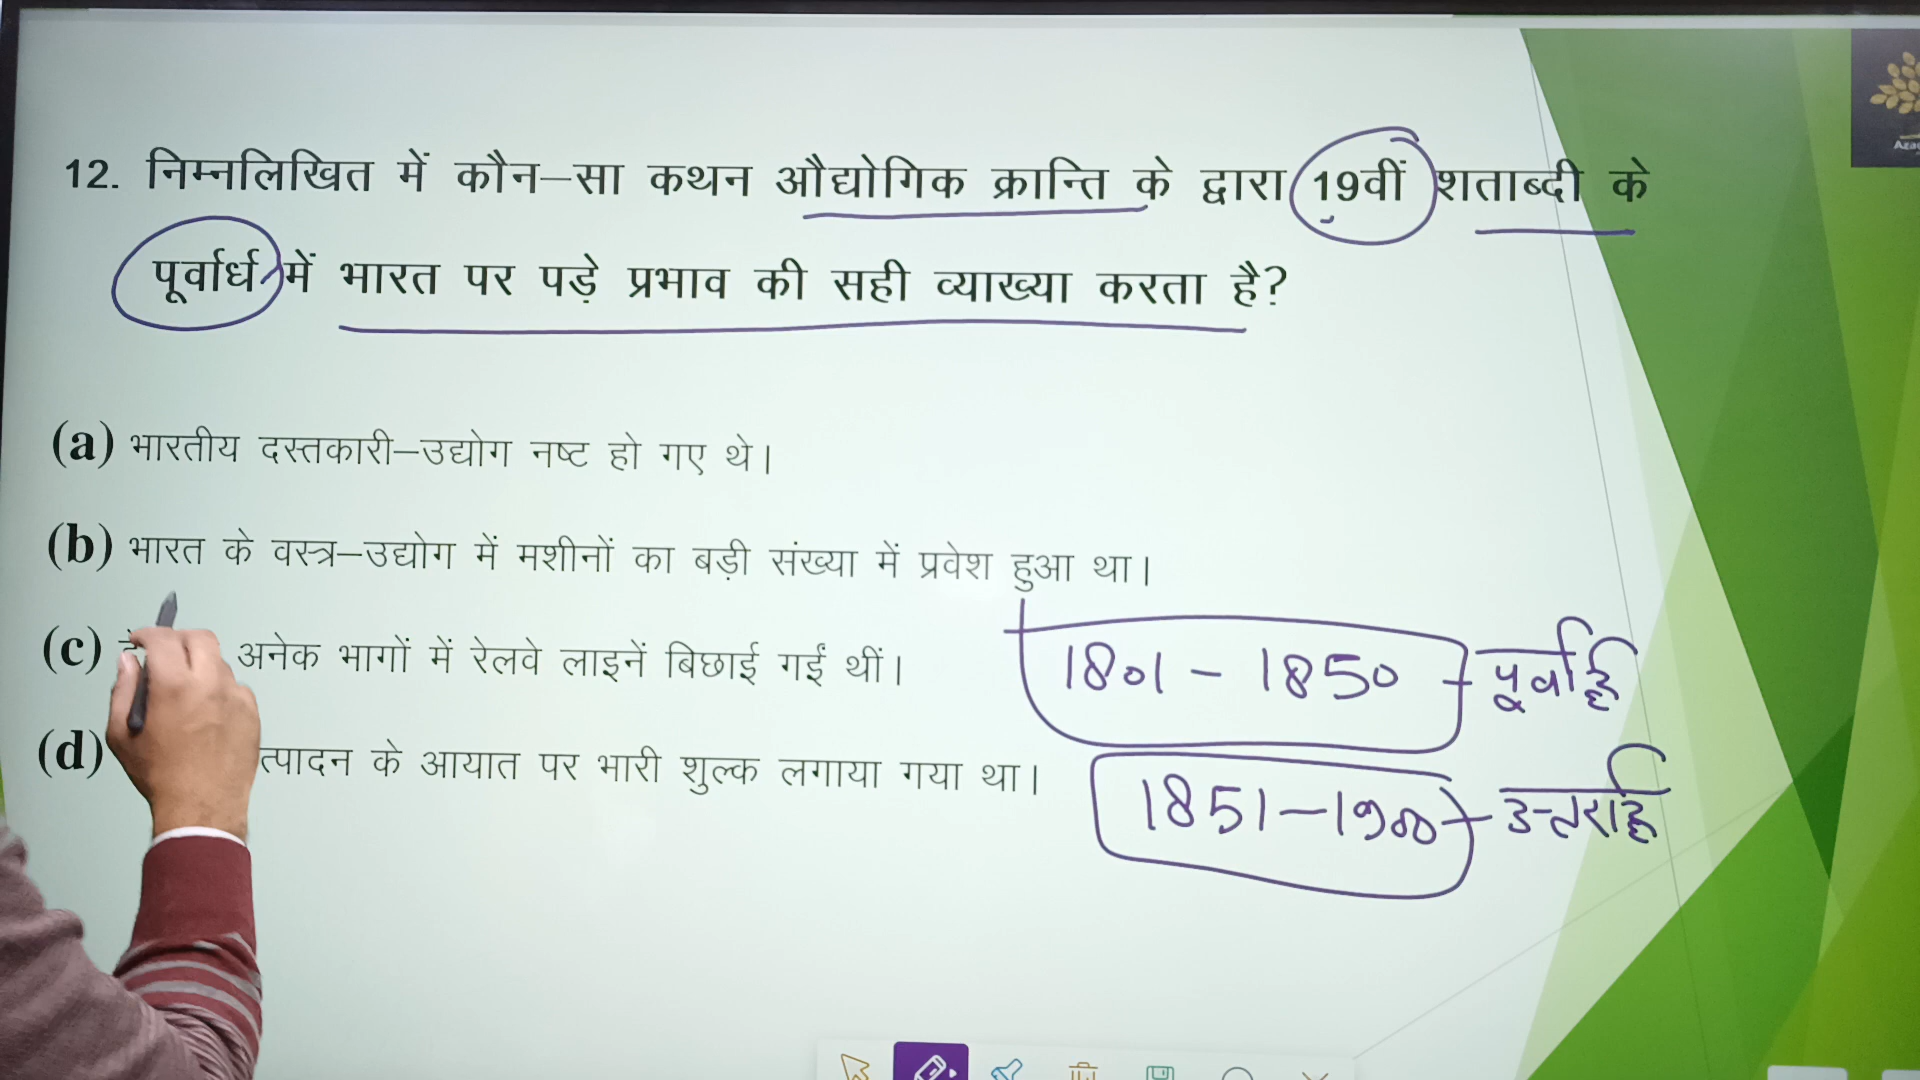 12. निम्नलिखित में कौन–सा कथन औद्योगिक क्रान्ति के द्वारा 19वीं शताब्दी के
पूर्वार्ध में भारत पर पड़े प्रभाव की सही व्याख्या करता है?
(a) भारतीय दस्तकारी–उद्योग नष्ट हो गए थे।
(b) भारत के वस्त्र–उद्योग में मशीनों का बड़ी संख्या में प्रवेश हुआ था।
(c) अनेक भागों में रेलवे लाइनें बिछाई गईं थीं।
1801 – 1850 – पूर्वार्द्ध
(d) त्पादन के आयात पर भारी शुल्क लगाया गया था।
1851 – 1900 – उत्तरार्द्ध